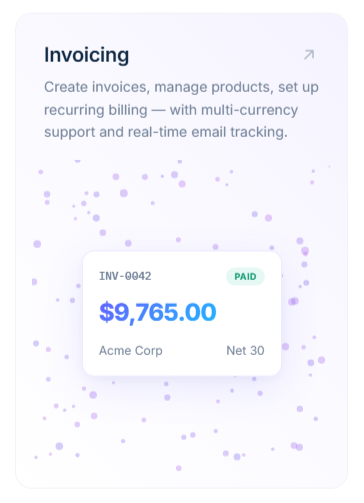 Invoicing
Create invoices, manage products, set up
recurring billing — with multi-currency
support and real-time email tracking.
INV-0042
PAID
$9,765.00
Acme Corp
Net 30